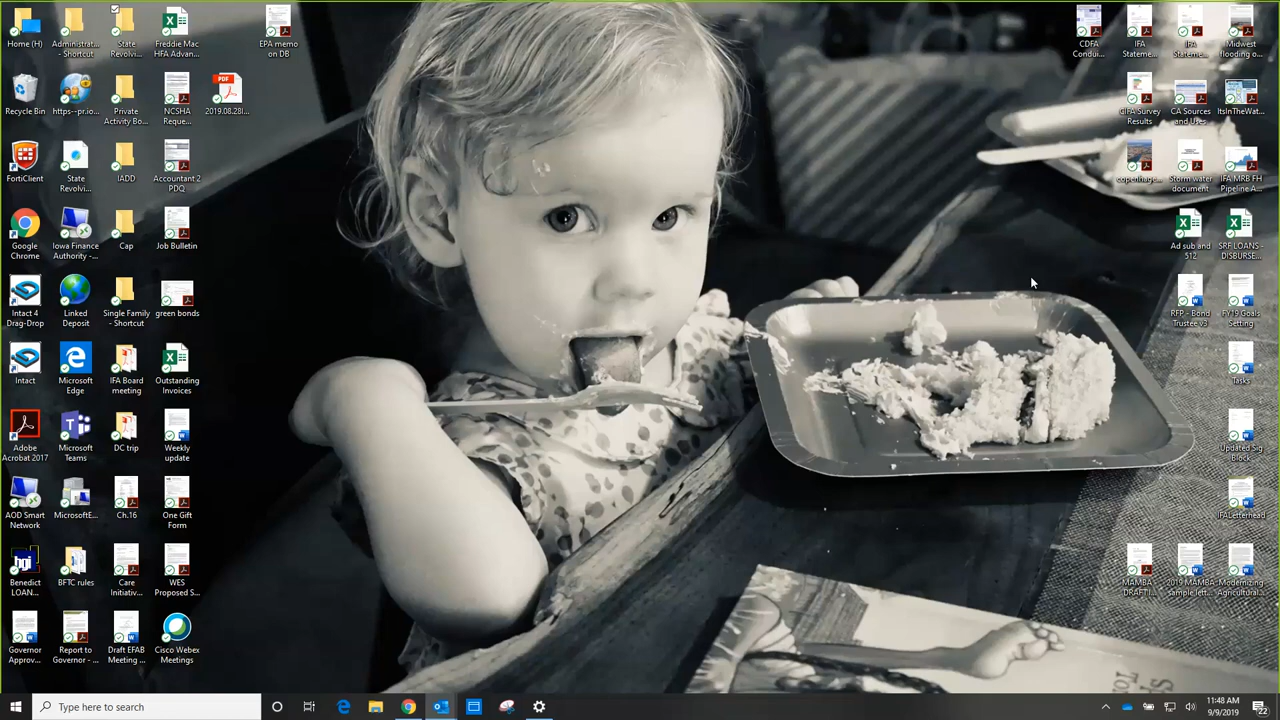 Home (H)
Administrat... - Shortcut
State Revolvi...
Freddie Mac HFA Advan...
EPA memo on DB
CDFA Condui...
IFA Stateme...
IFA Stateme...
Midwest flooding o...
Recycle Bin
https--pr.io...
Private Activity Bo...
NCSHA Reque...
PDF
2019.08.28I...
CIFA Survey Results
CA Sources and Uses
ItsInTheWat...
FortiClient
State Revolvi...
IADD
Accountant 2 PDQ
copenhage...
Storm water document
IFA MRB FH Pipeline A...
Google Chrome
Iowa Finance Authority -...
Cap
Job Bulletin
Ad sub and 512
SRF LOANS - DISBURSE...
Intact 4 Drag-Drop
Linked Deposit
Single Family - Shortcut
green bonds
RFP - Bond Trustee v3
FY19 Goals Setting
Intact
Microsoft Edge
IFA Board meeting
Outstanding Invoices
Tasks
Adobe Acrobat 2017
Microsoft Teams
DC trip
Weekly update
Updated Sig Block
AOD Smart Network
MicrosoftE...
Ch.16
One Gift Form
IFALetterhead
Benedict LOAN...
BFTC rules
Care Initiativ...
WES Proposed S...
MAMBA DRAFT I...
2019 MAMBA sample lett...
Modernizing Agricultural...
Governor Approv...
Report to Governor - ...
Draft EFAB Meeting ...
Cisco Webex Meetings
Type here to search
11:48 AM
9/9/2019
22